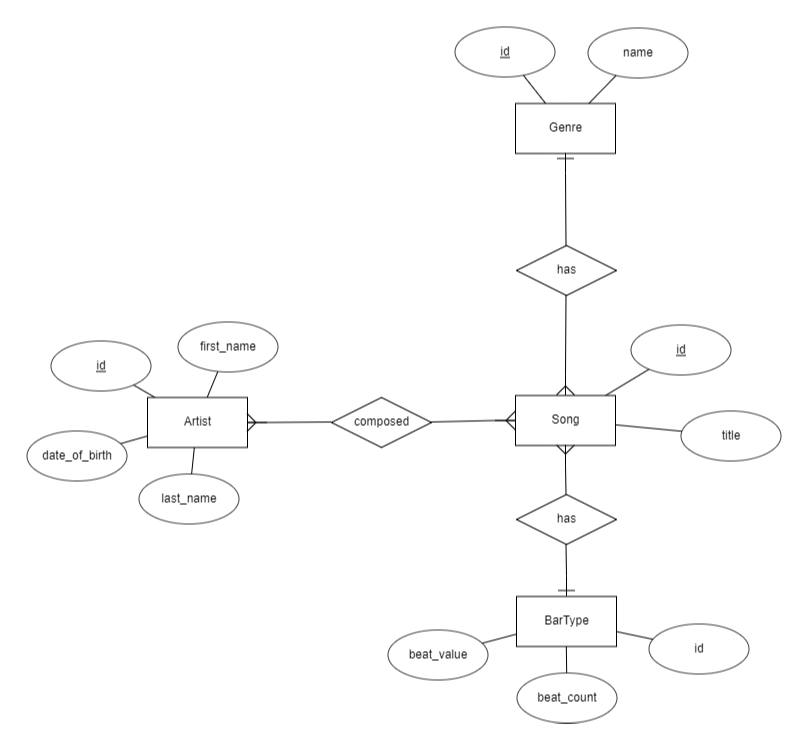 id
name
Genre
has
first_name
id
id
Artist
composed
Song
title
date_of_birth
last_name
has
BarType
beat_value
id
beat_count